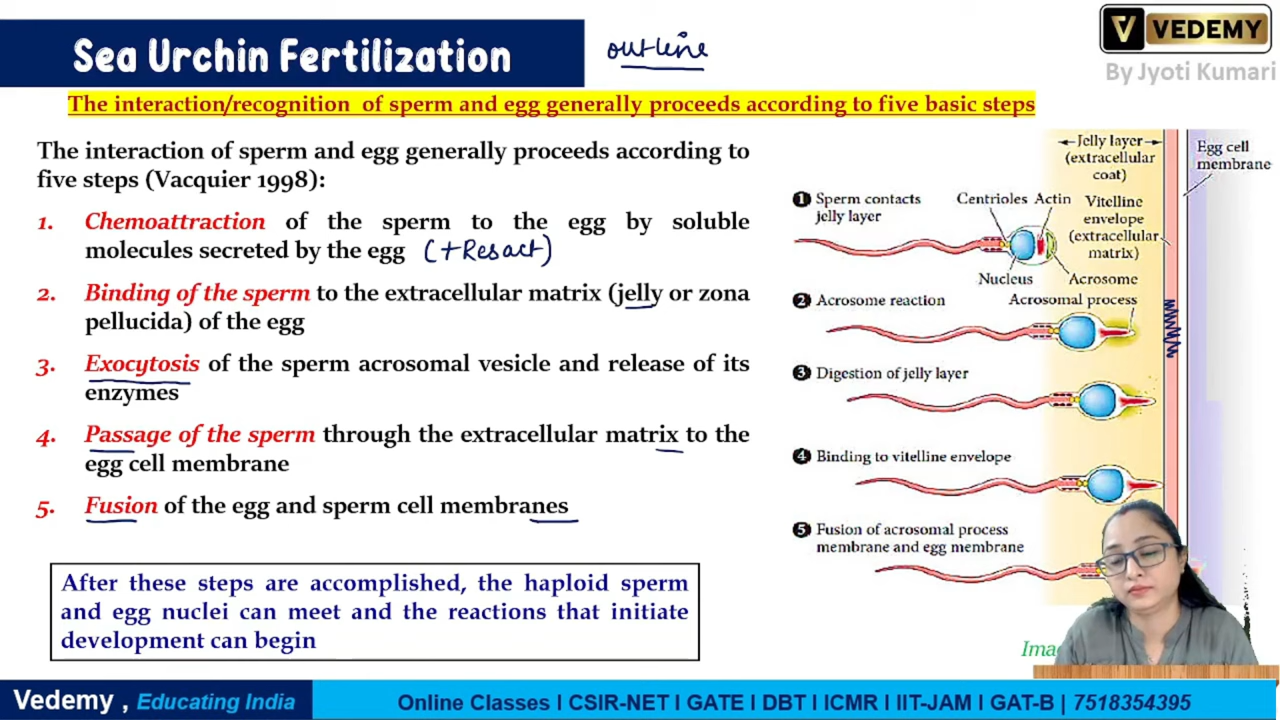 Sea Urchin Fertilization
outline
VEDEMY
By Jyoti Kumari
The interaction/recognition of sperm and egg generally proceeds according to five basic steps
The interaction of sperm and egg generally proceeds according to
five steps (Vacquier 1998):
1. Chemoattraction of the sperm to the egg by soluble
molecules secreted by the egg (+Resact)
2. Binding of the sperm to the extracellular matrix (jelly or zona
pellucida) of the egg
3. Exocytosis of the sperm acrosomal vesicle and release of its
enzymes
4. Passage of the sperm through the extracellular matrix to the
egg cell membrane
5. Fusion of the egg and sperm cell membranes
After these steps are accomplished, the haploid sperm
and egg nuclei can meet and the reactions that initiate
development can begin
Jelly layer
(extracellular
coat)
Egg cell
membrane
1 Sperm contacts
jelly layer
Centrioles Actin
Vitelline
envelope
(extracellular
matrix)
Nucleus
Acrosome
2 Acrosome reaction
Acrosomal process
3 Digestion of jelly layer
4 Binding to vitelline envelope
5 Fusion of acrosomal process
membrane and egg membrane
Vedemy , Educating India
Online Classes I CSIR-NET I GATE I DBT I ICMR I IIT-JAM I GAT-B | 7518354395